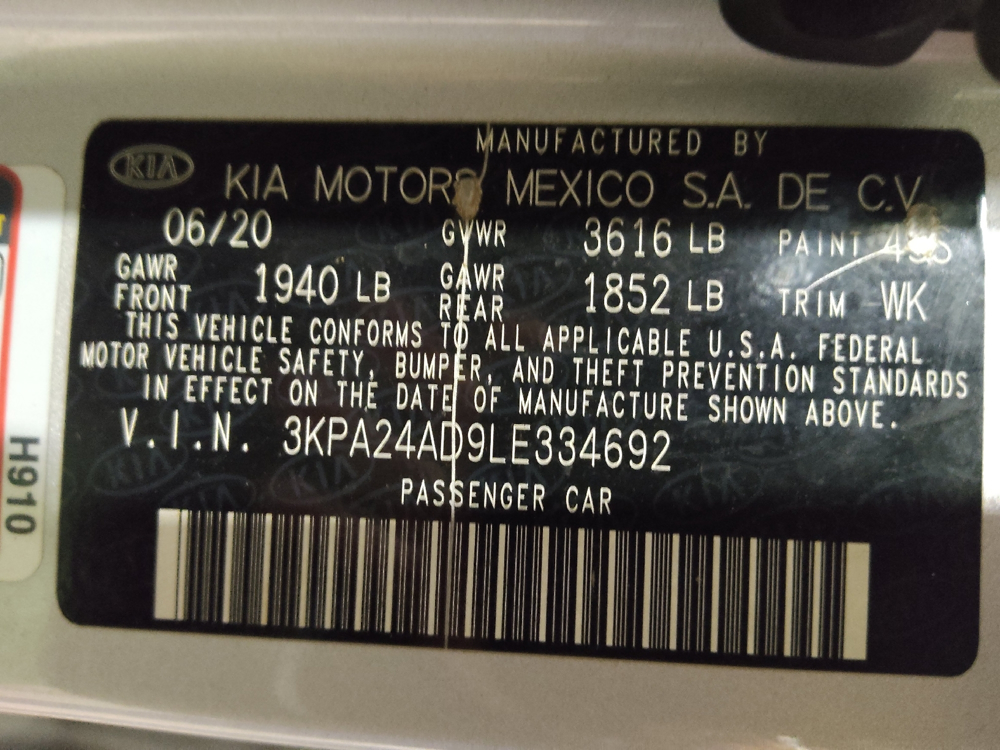 KIA
MANUFACTURED BY
KIA MOTORS MEXICO S.A. DE C.V
06/20 GVWR 3616 LB PAINT
GAWR FRONT 1940 LB GAWR REAR 1852 LB TRIM WK
THIS VEHICLE CONFORMS TO ALL APPLICABLE U.S.A. FEDERAL
MOTOR VEHICLE SAFETY, BUMPER, AND THEFT PREVENTION STANDARDS
IN EFFECT ON THE DATE OF MANUFACTURE SHOWN ABOVE.
V.I.N. 3KPA24AD9LE334692
PASSENGER CAR
H910